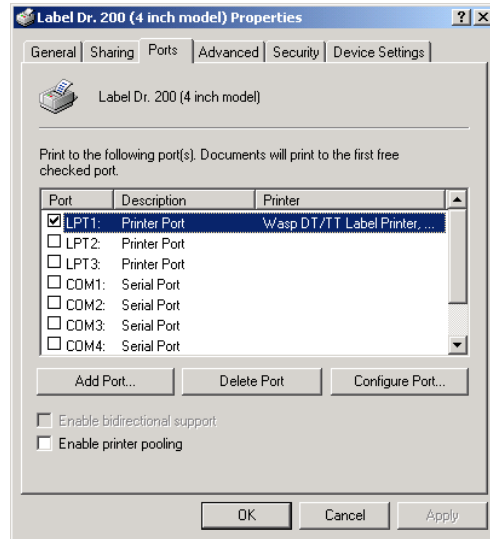 Label Dr. 200 (4 inch model) Properties
General Sharing Ports Advanced Security Device Settings
Label Dr. 200 (4 inch model)
Print to the following port(s). Documents will print to the first free
checked port.
Port Description Printer
LPT1: Printer Port Wasp DT/TT Label Printer, ...
LPT2: Printer Port
LPT3: Printer Port
COM1: Serial Port
COM2: Serial Port
COM3: Serial Port
COM4: Serial Port
Add Port... Delete Port Configure Port...
Enable bidirectional support
Enable printer pooling
OK Cancel Apply